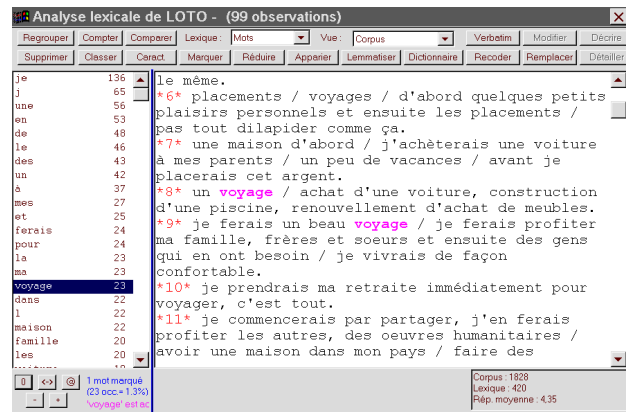 Analyse lexicale de LOTO - (99 observations)
Regrouper Compter Comparer Lexique : Mots Vue : Corpus Verbatim Modifier Décrire
Supprimer Classer Caract. Marquer Réduire Apparier Lemmatiser Dictionnaire Recoder Remplacer Détailler
je 136
j 65
une 56
en 53
de 48
le 46
des 43
un 42
à 37
mes 27
et 25
ferais 24
pour 24
la 23
ma 23
voyage 23
dans 22
l 22
maison 22
famille 20
les 20
le même.
*6* placements / voyages / d'abord quelques petits
plaisirs personnels et ensuite les placements /
pas tout dilapider comme ça.
*7* une maison d'abord / j'achèterais une voiture
à mes parents / un peu de vacances / avant je
placerais cet argent.
*8* un voyage / achat d'une voiture, construction
d'une piscine, renouvellement d'achat de meubles.
*9* je ferais un beau voyage / je ferais profiter
ma famille, frères et soeurs et ensuite des gens
qui en ont besoin / je vivrais de façon
confortable.
*10* je prendrais ma retraite immédiatement pour
voyager, c'est tout.
*11* je commencerais par partager, j'en ferais
profiter les autres, des oeuvres humanitaires /
avoir une maison dans mon pays / faire des
0 <-> @ 1 mot marqué
(23 occ.= 1.3%)
- + 'voyage' est ac
Corpus : 1828
Lexique : 420
Rép. moyenne : 4,35